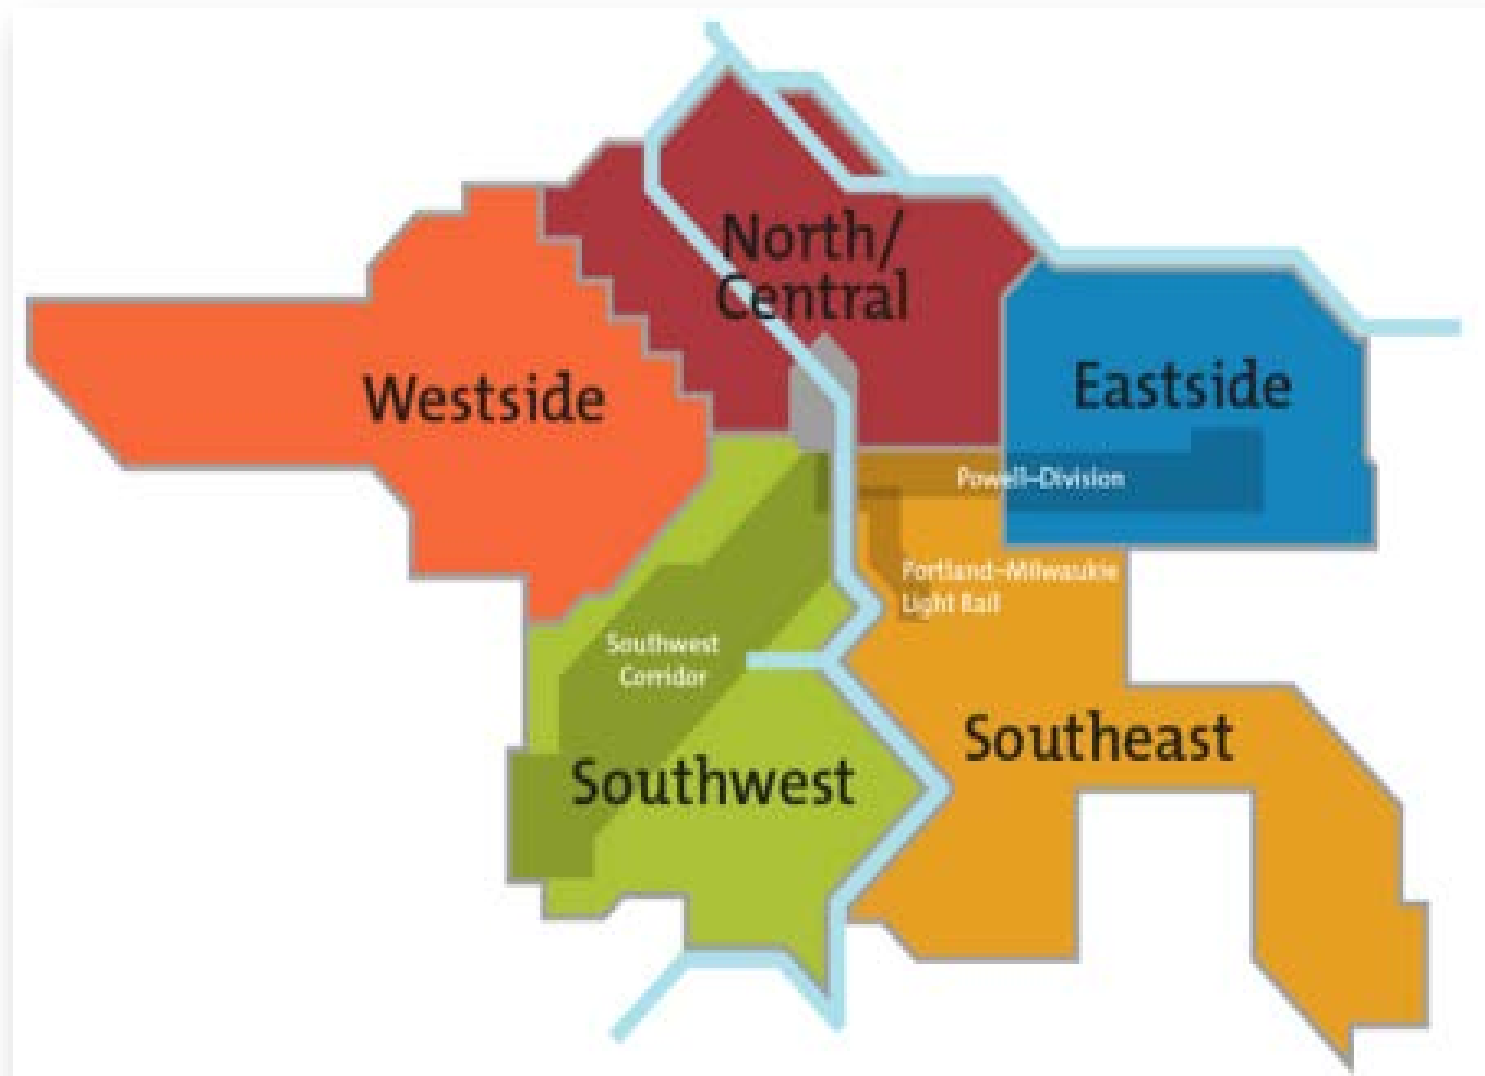 North/
Central
Westside
Eastside
Powell–Division
Portland–Milwaukie
Light Rail
Southwest
Corridor
Southeast
Southwest